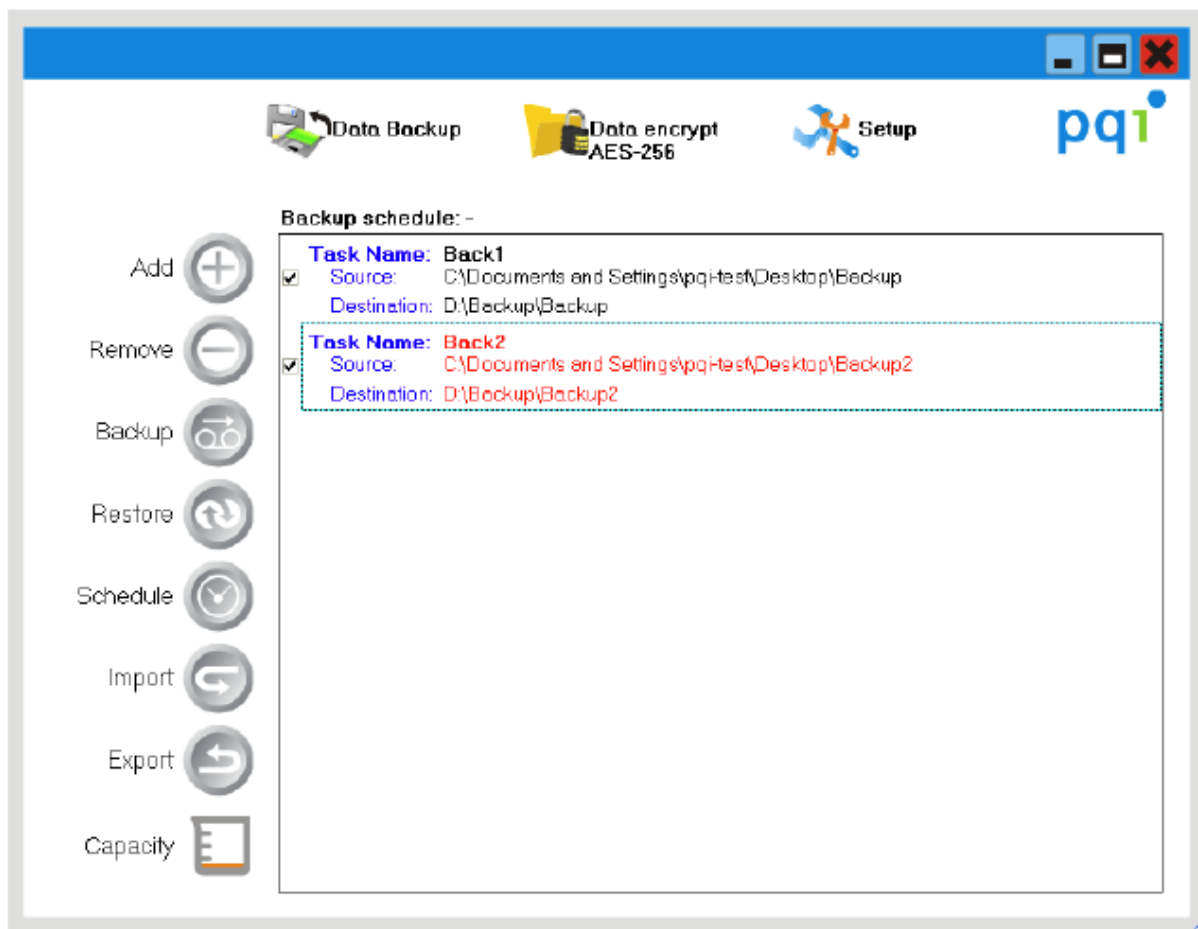 Data Backup
Data encrypt
AES-256
Setup
pqi
Backup schedule: -
Add
Remove
Backup
Restore
Schedule
Import
Export
Capacity
Task Name: Back1
Source: C:\Documents and Settings\pqi-test\Desktop\Backup
Destination: D:\Backup\Backup
Task Name: Back2
Source: C:\Documents and Settings\pqi-test\Desktop\Backup2
Destination: D:\Backup\Backup2